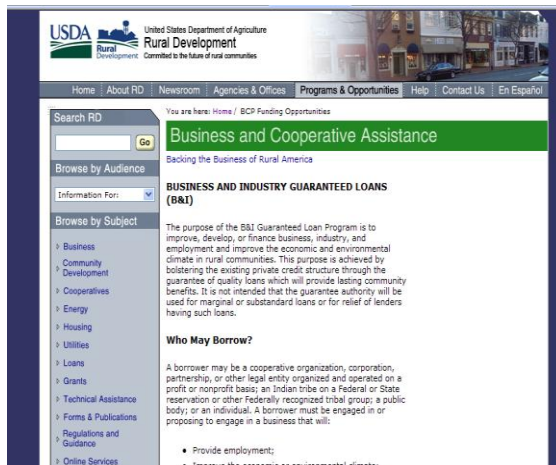 USDA
Rural
Development
United States Department of Agriculture
Rural Development
Committed to the future of rural communities
Home About RD Newsroom Agencies & Offices Programs & Opportunities Help Contact Us En Español
Search RD
Go
Browse by Audience
Information For:
Browse by Subject
Business
Community
Development
Cooperatives
Energy
Housing
Utilities
Loans
Grants
Technical Assistance
Forms & Publications
Regulations and
Guidance
Online Services
You are here: Home / BCP Funding Opportunities
Business and Cooperative Assistance
Backing the Business of Rural America
BUSINESS AND INDUSTRY GUARANTEED LOANS
(B&I)
The purpose of the B&I Guaranteed Loan Program is to
improve, develop, or finance business, industry, and
employment and improve the economic and environmental
climate in rural communities. This purpose is achieved by
bolstering the existing private credit structure through the
guarantee of quality loans which will provide lasting community
benefits. It is not intended that the guarantee authority will be
used for marginal or substandard loans or for relief of lenders
having such loans.
Who May Borrow?
A borrower may be a cooperative organization, corporation,
partnership, or other legal entity organized and operated on a
profit or nonprofit basis; an Indian tribe on a Federal or State
reservation or other Federally recognized tribal group; a public
body; or an individual. A borrower must be engaged in or
proposing to engage in a business that will:
• Provide employment;
• Improve the economic or environmental climate;